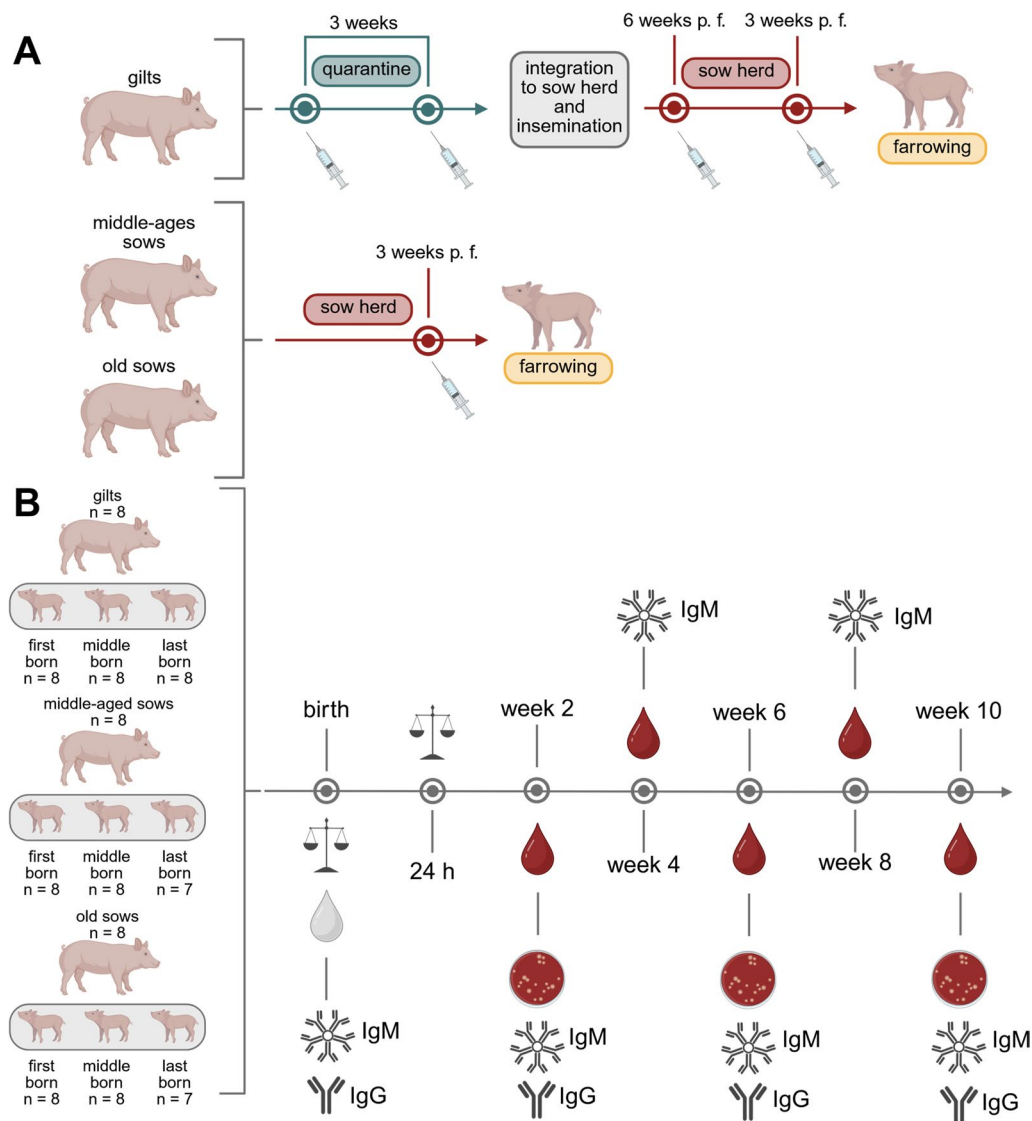 A
gilts
3 weeks
quarantine
integration
to sow herd
and
insemination
6 weeks p. f.
3 weeks p. f.
sow herd
farrowing
middle-ages
sows
old sows
3 weeks p. f.
sow herd
farrowing
B
gilts
n = 8
first
born
n = 8
middle
born
n = 8
last
born
n = 8
middle-aged sows
n = 8
first
born
n = 8
middle
born
n = 8
last
born
n = 7
old sows
n = 8
first
born
n = 8
middle
born
n = 8
last
born
n = 7
birth
IgM
IgG
24 h
week 2
IgM
IgG
IgM
week 4
week 6
IgM
IgG
IgM
week 8
week 10
IgM
IgG